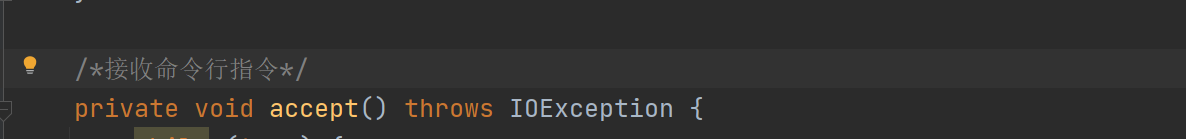 /*接收命令行指令*/
private void accept() throws IOException {